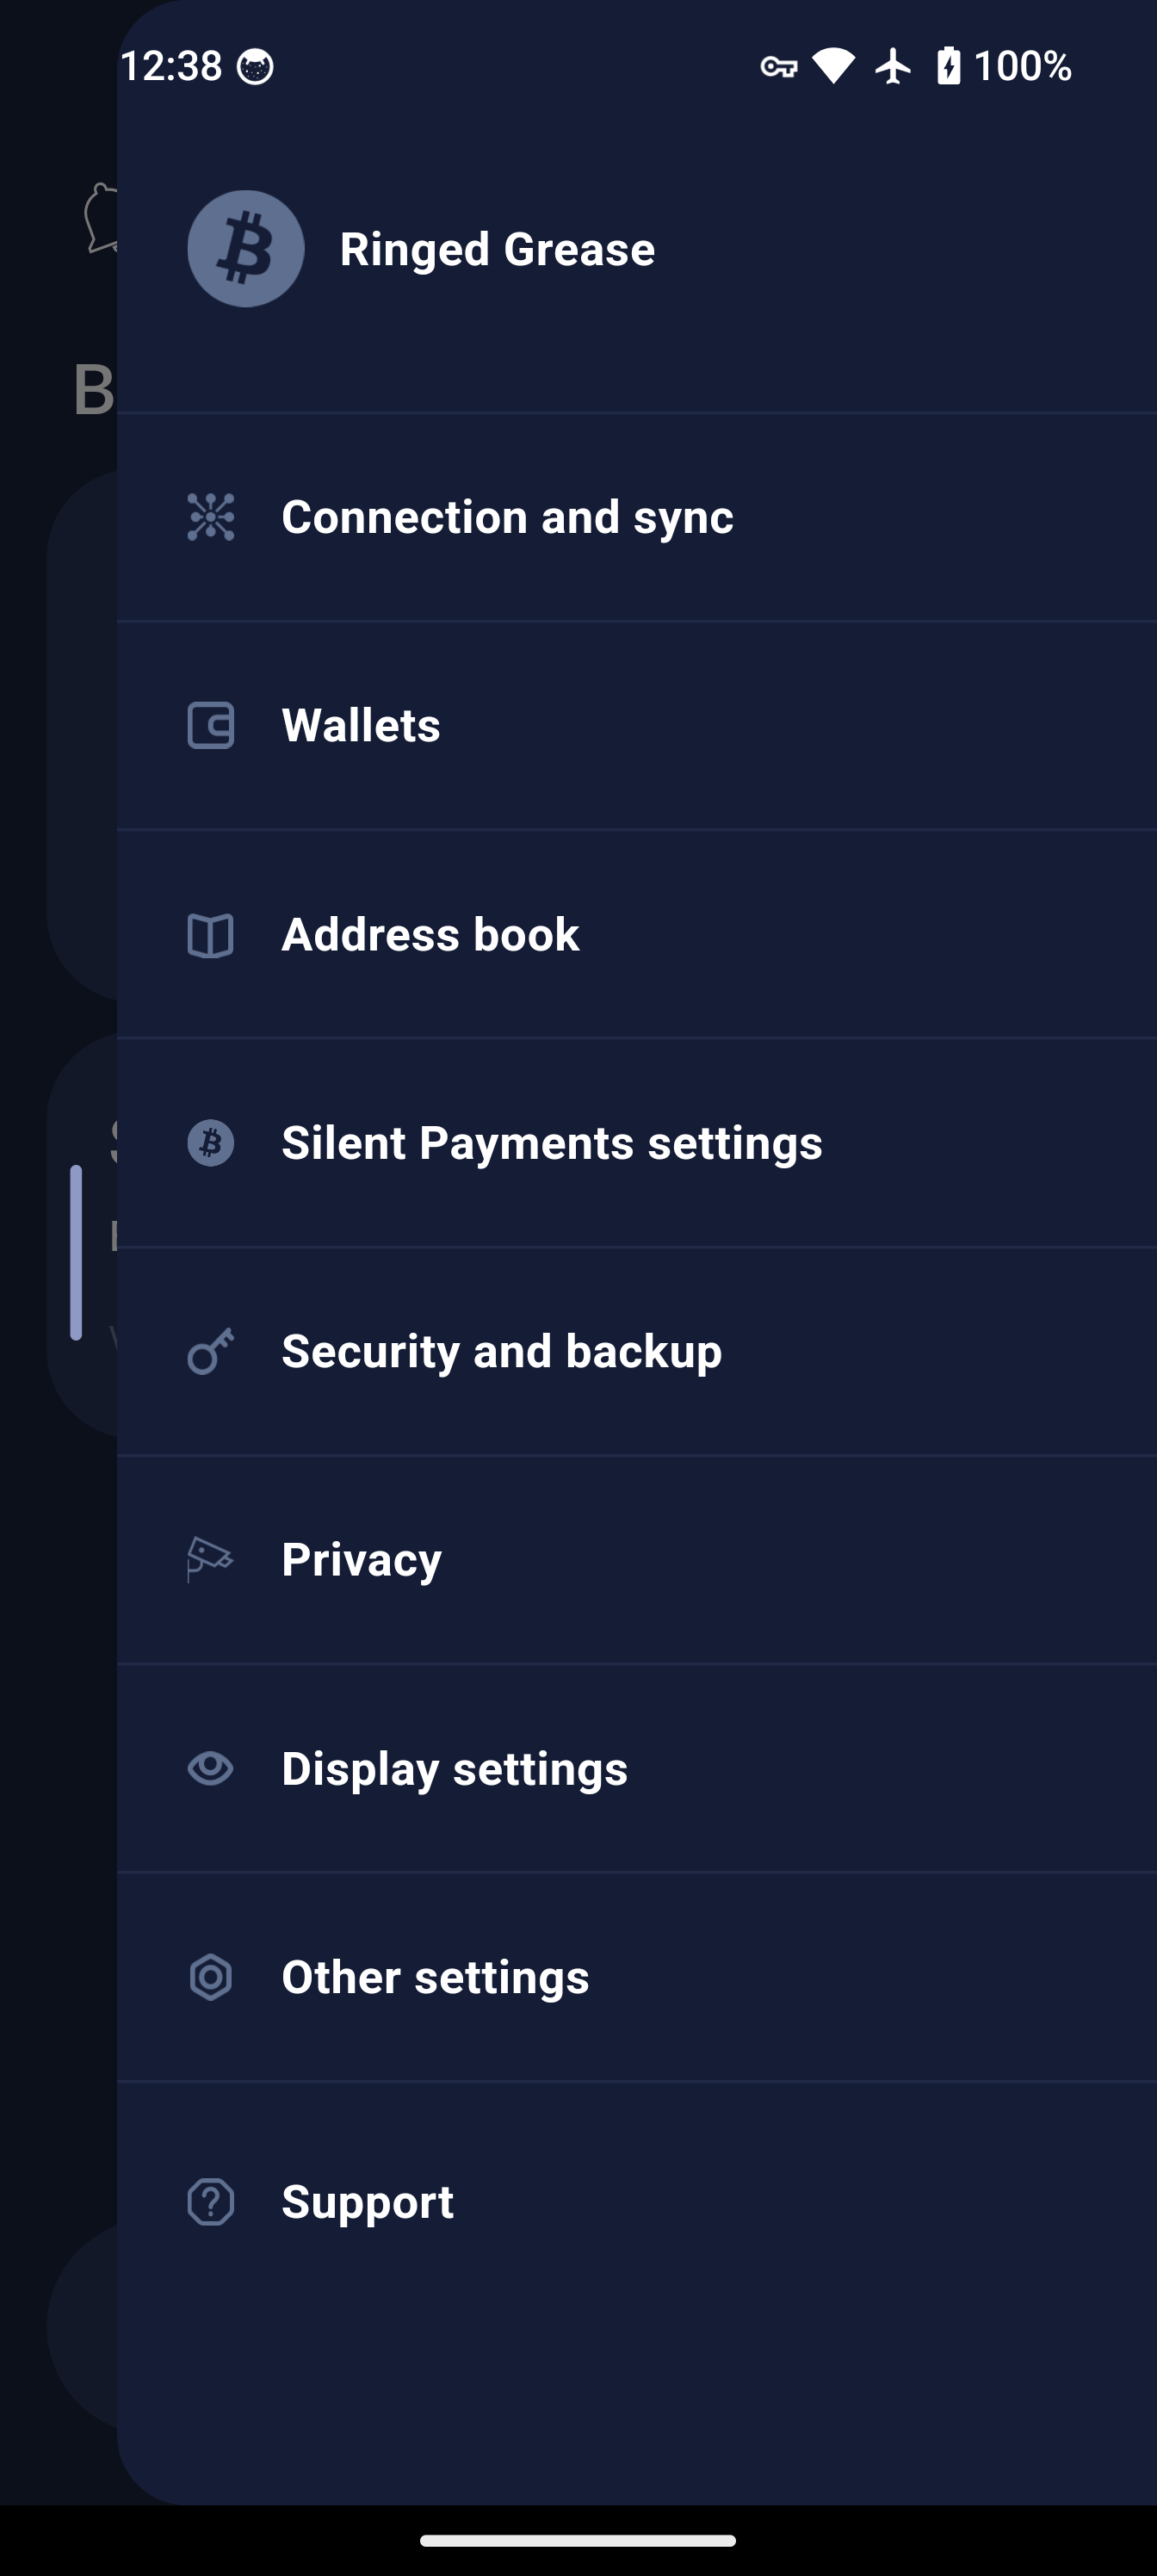 12:38 100%
Ringed Grease
B
Connection and sync
Wallets
Address book
Silent Payments settings
Security and backup
Privacy
Display settings
Other settings
Support